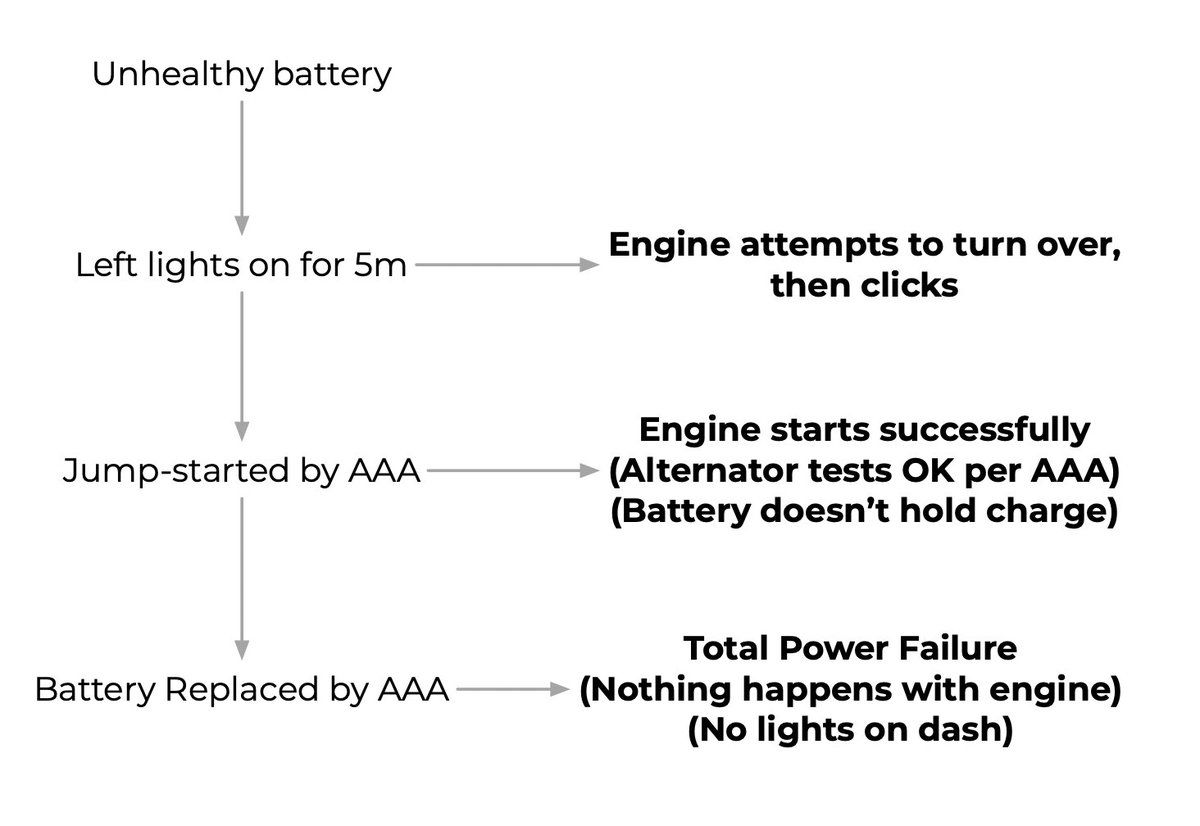 Unhealthy battery
Left lights on for 5m
Engine attempts to turn over,
then clicks
Jump-started by AAA
Engine starts successfully
(Alternator tests OK per AAA)
(Battery doesn’t hold charge)
Battery Replaced by AAA
Total Power Failure
(Nothing happens with engine)
(No lights on dash)